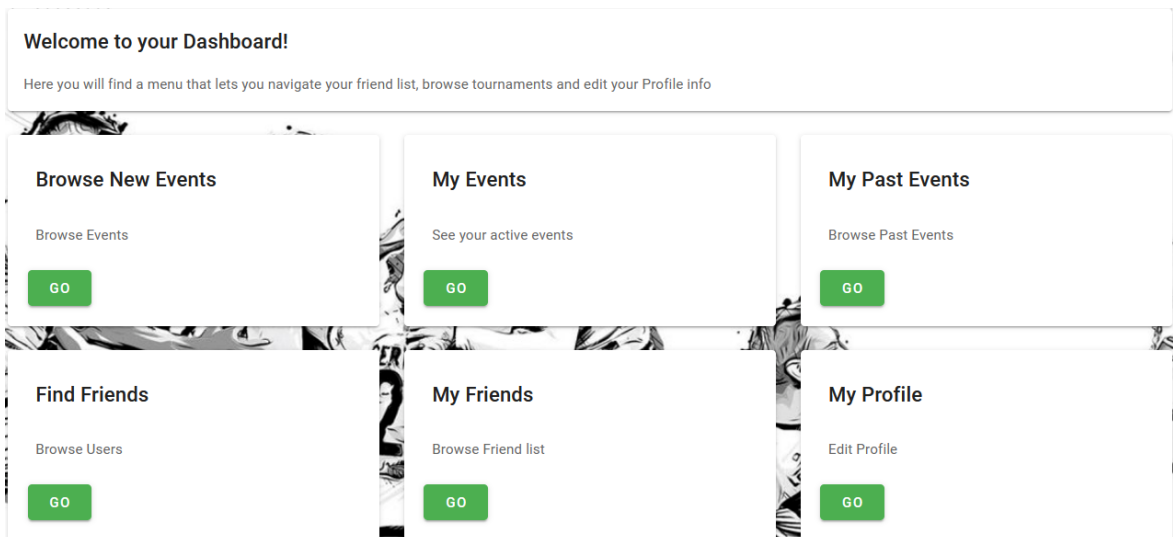 Welcome to your Dashboard!
Here you will find a menu that lets you navigate your friend list, browse tournaments and edit your Profile info
Browse New Events
Browse Events
GO
My Events
See your active events
GO
My Past Events
Browse Past Events
GO
Find Friends
Browse Users
GO
My Friends
Browse Friend list
GO
My Profile
Edit Profile
GO